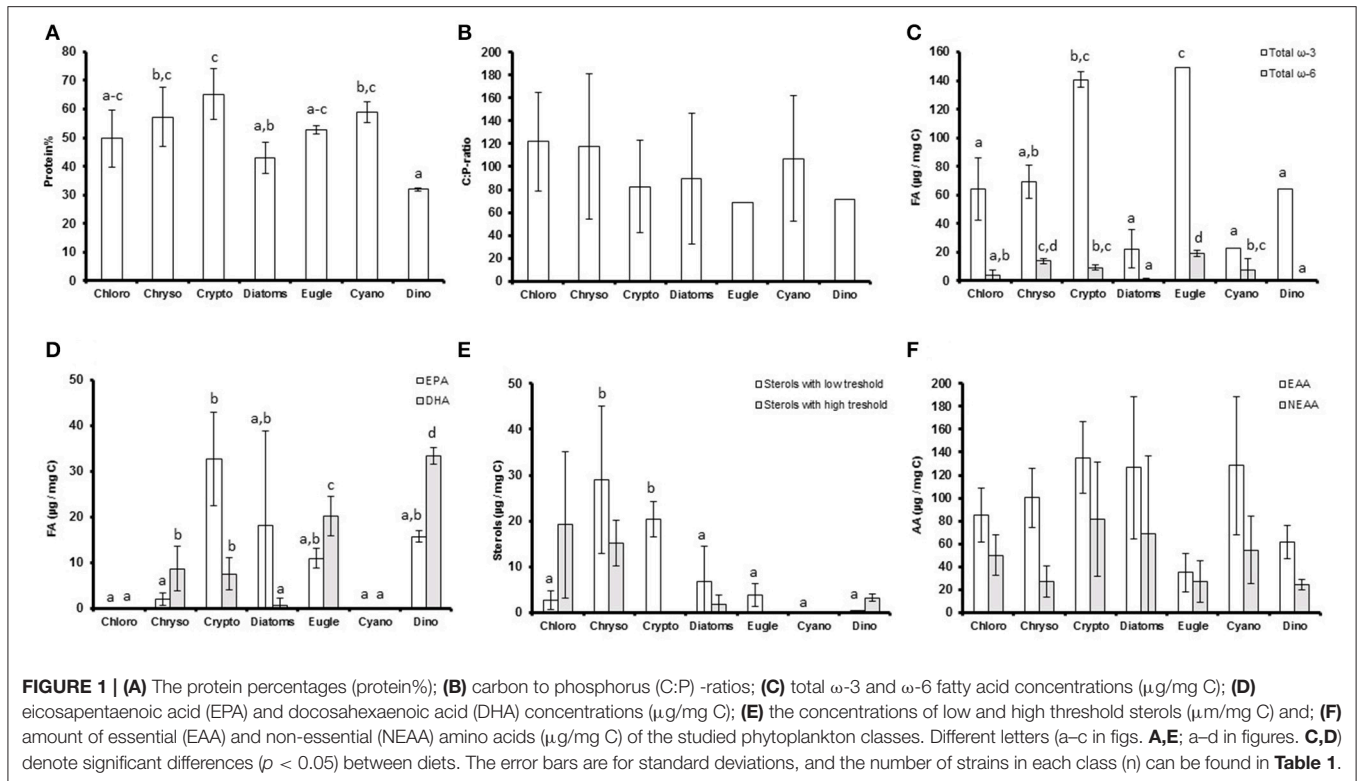 A
Protein%
80
70
60
50
40
30
20
10
0
a-c
b,c
c
a,b
a-c
b,c
a
Chloro Chryso Crypto Diatoms Eugle Cyano Dino
B
C:P-ratio
200
180
160
140
120
100
80
60
40
20
0
Chloro Chryso Crypto Diatoms Eugle Cyano Dino
C
FA (µg / mg C)
160
140
120
100
80
60
40
20
0
Total ω-3
Total ω-6
a
a,b
a,b
c,d
b,c
b,c
a
a
c
d
a
b,c
a
a
Chloro Chryso Crypto Diatoms Eugle Cyano Dino
D
FA (µg / mg C)
50
40
30
20
10
0
EPA
DHA
a a
a
b
b
b
a,b
a
a,b
c
a a
a,b
d
Chloro Chryso Crypto Diatoms Eugle Cyano Dino
E
Sterols (µg / mg C)
50
40
30
20
10
0
Sterols with low treshold
Sterols with high treshold
a
b
b
a
a
a
a
Chloro Chryso Crypto Diatoms Eugle Cyano Dino
F
AA (µg / mg C)
200
180
160
140
120
100
80
60
40
20
0
EAA
NEAA
Chloro Chryso Crypto Diatoms Eugle Cyano Dino
FIGURE 1 | (A) The protein percentages (protein%); (B) carbon to phosphorus (C:P) -ratios; (C) total ω-3 and ω-6 fatty acid concentrations (µg/mg C); (D)
eicosapentaenoic acid (EPA) and docosahexaenoic acid (DHA) concentrations (µg/mg C); (E) the concentrations of low and high threshold sterols (µm/mg C) and; (F)
amount of essential (EAA) and non-essential (NEAA) amino acids (µg/mg C) of the studied phytoplankton classes. Different letters (a–c in figs. A,E; a–d in figures. C,D)
denote significant differences (p < 0.05) between diets. The error bars are for standard deviations, and the number of strains in each class (n) can be found in Table 1.